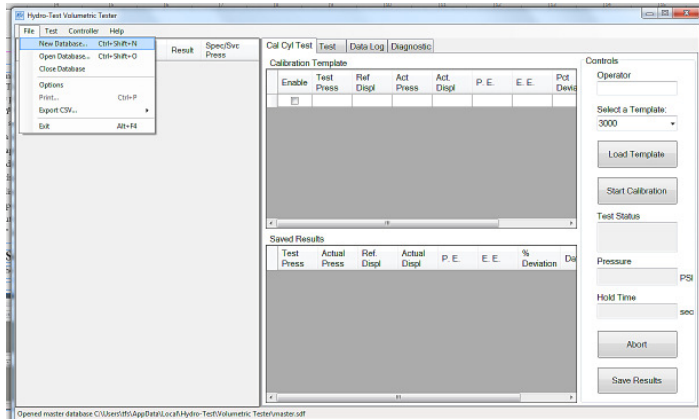 Hydro-Test Volumetric Tester
File Test Controller Help
New Database... Ctrl+Shift+N
Open Database... Ctrl+Shift+O
Close Database
Options
Print... Ctrl+P
Export CSV...
Exit Alt+F4
Result Spec/Svc Press
Cal Cyl Test Test Data Log Diagnostic
Calibration Template
Enable Test Press Ref Displ Act Press Act. Displ P. E. E. E. Pct Devia
Saved Results
Test Press Actual Press Ref. Displ Actual Displ P. E. E. E. % Deviation Da
Controls
Operator
Select a Template:
3000
Load Template
Start Calibration
Test Status
Pressure
PSI
Hold Time
sec
Abort
Save Results
Opened master database C:\Users\tfs\AppData\Local\Hydro-Test\Volumetric Tester\master.sdf